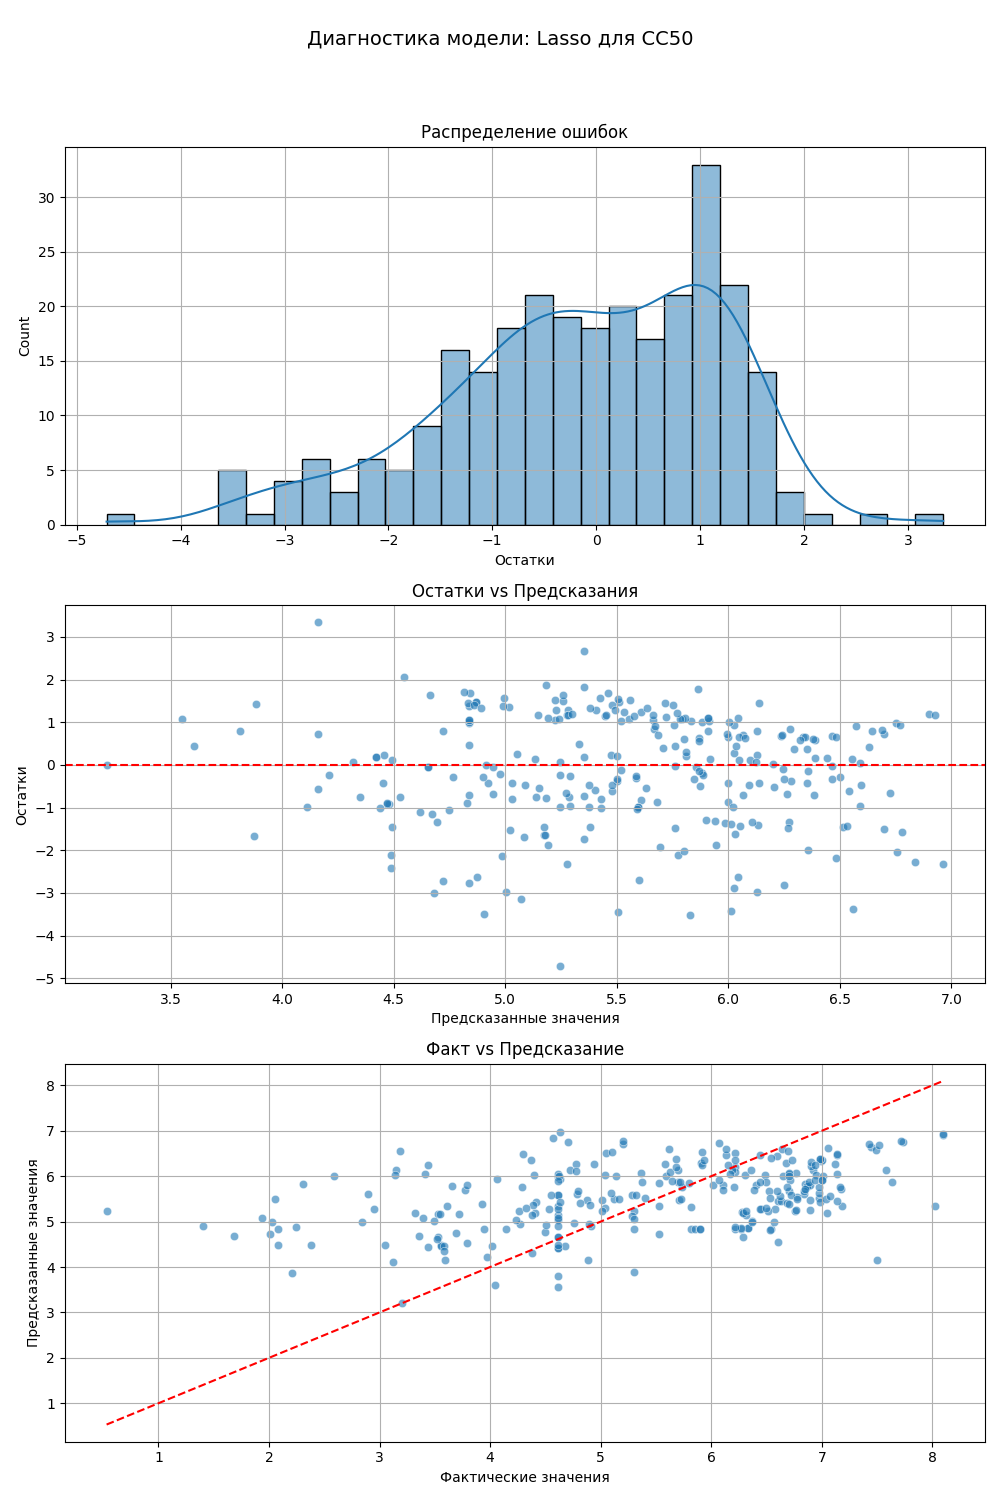 Диагностика модели: Lasso для CC50
Распределение ошибок
Count
30
25
20
15
10
5
0
−5 −4 −3 −2 −1 0 1 2 3
Остатки
Остатки vs Предсказания
Остатки
3
2
1
0
−1
−2
−3
−4
−5
3.5 4.0 4.5 5.0 5.5 6.0 6.5 7.0
Предсказанные значения
Факт vs Предсказание
Предсказанные значения
8
7
6
5
4
3
2
1
1 2 3 4 5 6 7 8
Фактические значения